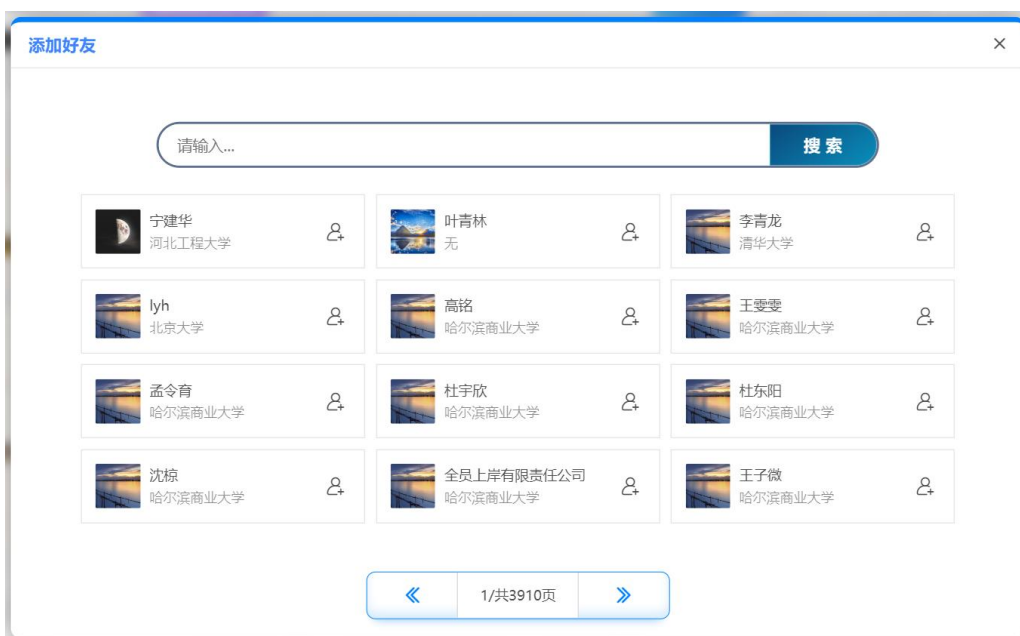 添加好友
请输入...
搜索
宁建华
河北工程大学
叶青林
无
李青龙
清华大学
lyh
北京大学
高铭
哈尔滨商业大学
王雯雯
哈尔滨商业大学
孟令育
哈尔滨商业大学
杜宇欣
哈尔滨商业大学
杜东阳
哈尔滨商业大学
沈椋
哈尔滨商业大学
全员上岸有限责任公司
哈尔滨商业大学
王子微
哈尔滨商业大学
1/共3910页